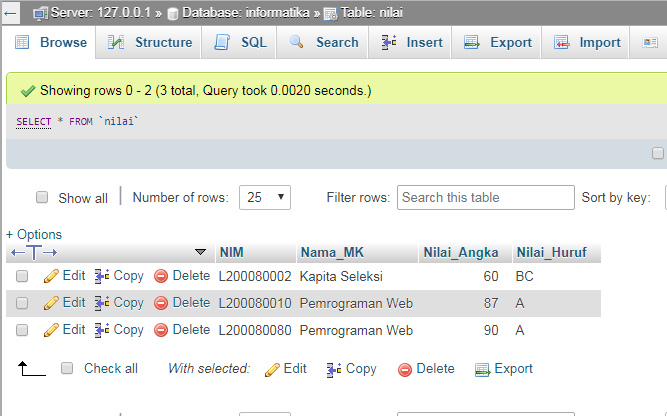 Server: 127.0.0.1 » Database: informatika » Table: nilai
Browse Structure SQL Search Insert Export Import
Showing rows 0 - 2 (3 total, Query took 0.0020 seconds.)
SELECT * FROM `nilai`
Show all Number of rows: 25 Filter rows: Search this table Sort by key:
+ Options
←T→ NIM Nama_MK Nilai_Angka Nilai_Huruf
Edit Copy Delete L200080002 Kapita Seleksi 60 BC
Edit Copy Delete L200080010 Pemrograman Web 87 A
Edit Copy Delete L200080080 Pemrograman Web 90 A
Check all With selected: Edit Copy Delete Export